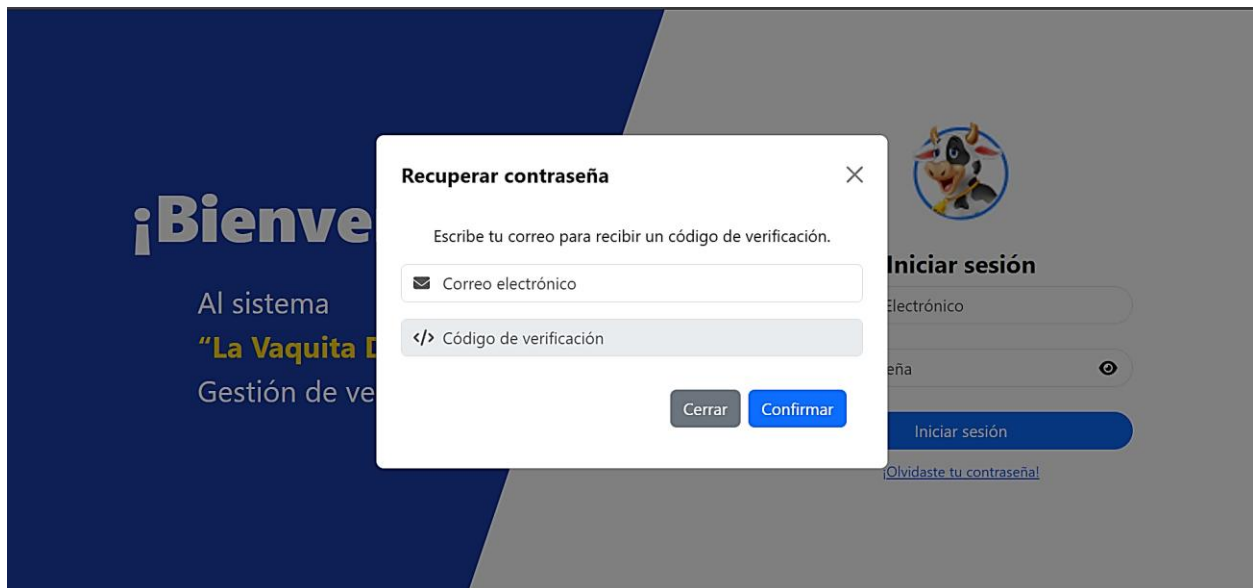 ¡Bienve
Al sistema
“La Vaquita
Gestión de ve
Recuperar contraseña
Escribe tu correo para recibir un código de verificación.
Correo electrónico
</> Código de verificación
Cerrar Confirmar
Iniciar sesión
Electrónico
eña
Iniciar sesión
¡Olvidaste tu contraseña!